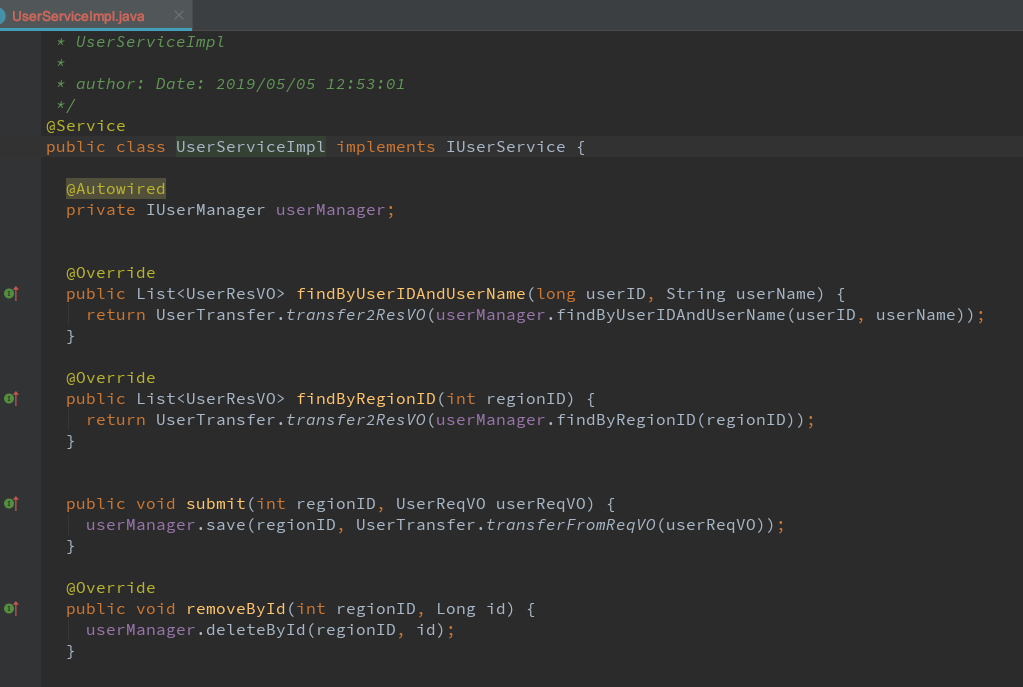 UserServiceImpl.java
* UserServiceImpl
*
* author: Date: 2019/05/05 12:53:01
*/
@Service
public class UserServiceImpl implements IUserService {
@Autowired
private IUserManager userManager;
@Override
public List<UserResVO> findByUserIDAndUserName(long userID, String userName) {
return UserTransfer.transfer2ResVO(userManager.findByUserIDAndUserName(userID, userName));
}
@Override
public List<UserResVO> findByRegionID(int regionID) {
return UserTransfer.transfer2ResVO(userManager.findByRegionID(regionID));
}
public void submit(int regionID, UserReqVO userReqVO) {
userManager.save(regionID, UserTransfer.transferFromReqVO(userReqVO));
}
@Override
public void removeById(int regionID, Long id) {
userManager.deleteById(regionID, id);
}